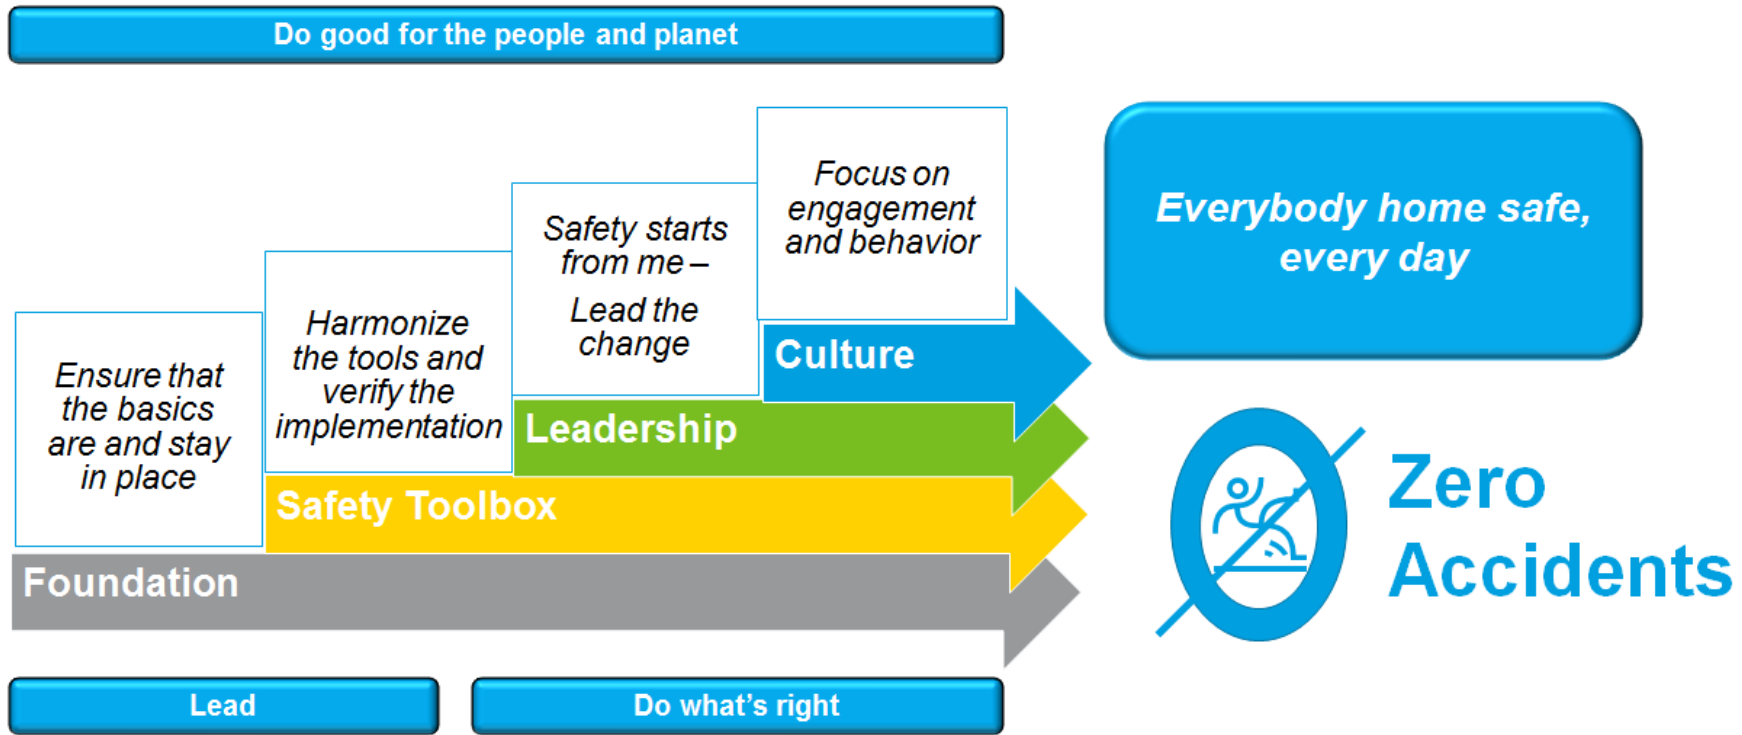 Do good for the people and planet
Focus on
engagement
and behavior
Culture
Safety starts
from me –
Lead the
change
Leadership
Harmonize
the tools and
verify the
implementation
Safety Toolbox
Ensure that
the basics
are and stay
in place
Foundation
Lead
Do what's right
Everybody home safe,
every day
Zero
Accidents